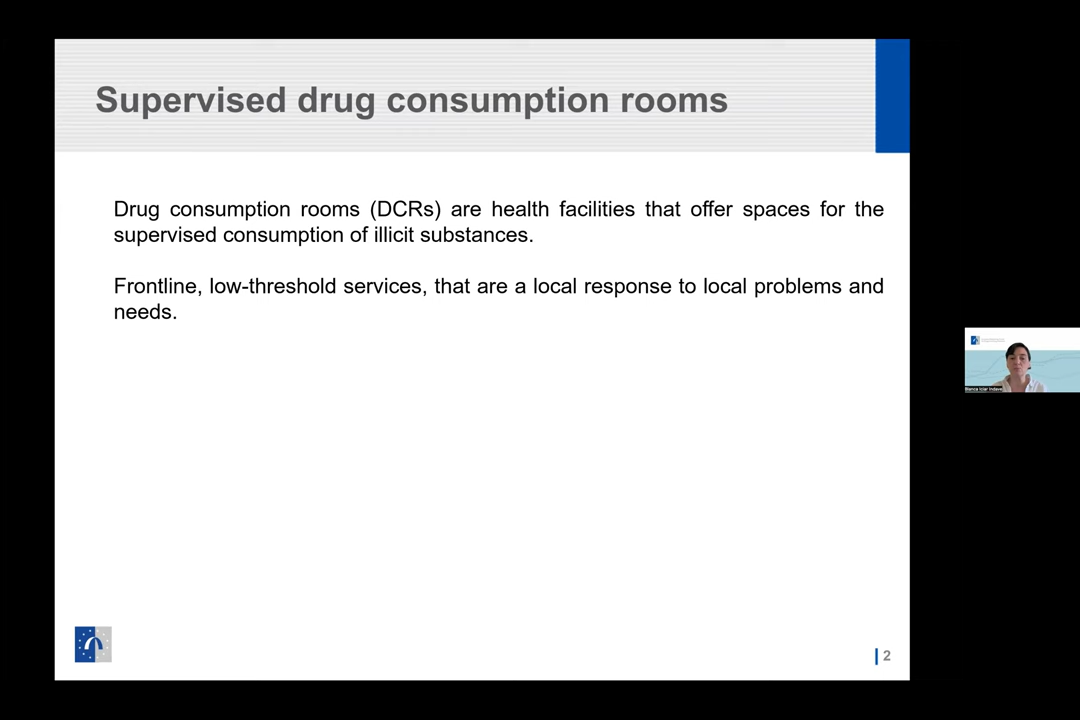 Supervised drug consumption rooms
Drug consumption rooms (DCRs) are health facilities that offer spaces for the
supervised consumption of illicit substances.
Frontline, low-threshold services, that are a local response to local problems and
needs.
2